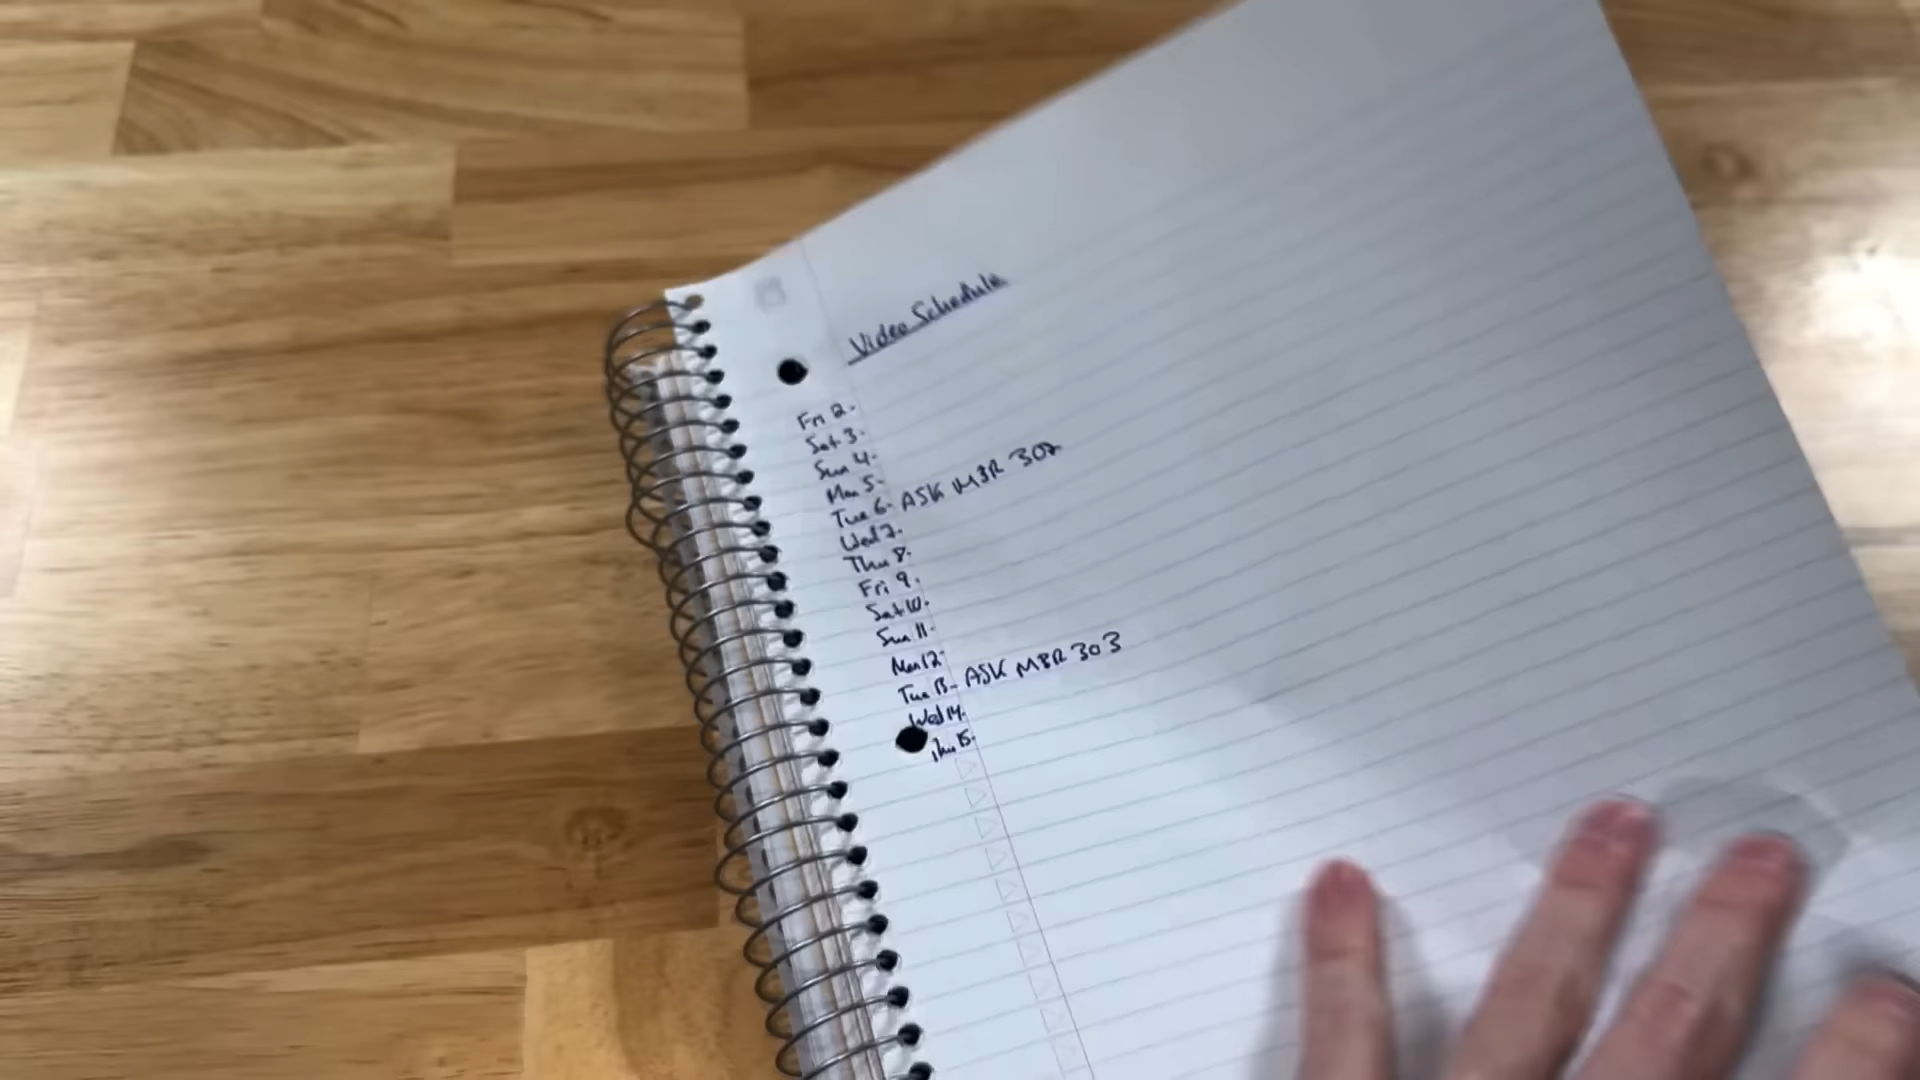 Video Schedule
Fri 2-
Sat 3-
Sun 4-
Mon 5-
Tue 6- ASK MBR 302
Wed 7-
Thu 8-
Fri 9-
Sat 10-
Sun 11-
Mon 12-
Tue 13- ASK MBR 303
Wed 14-
Thu 15-